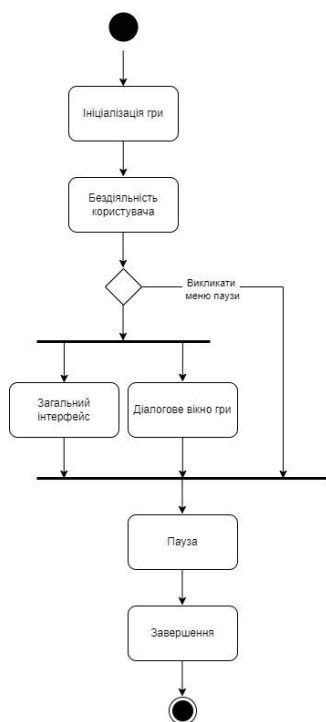 Ініціалізація гри
Бездіяльність
користувача
Викликати
меню паузи
Загальний
інтерфейс
Діалогове вікно гри
Пауза
Завершення